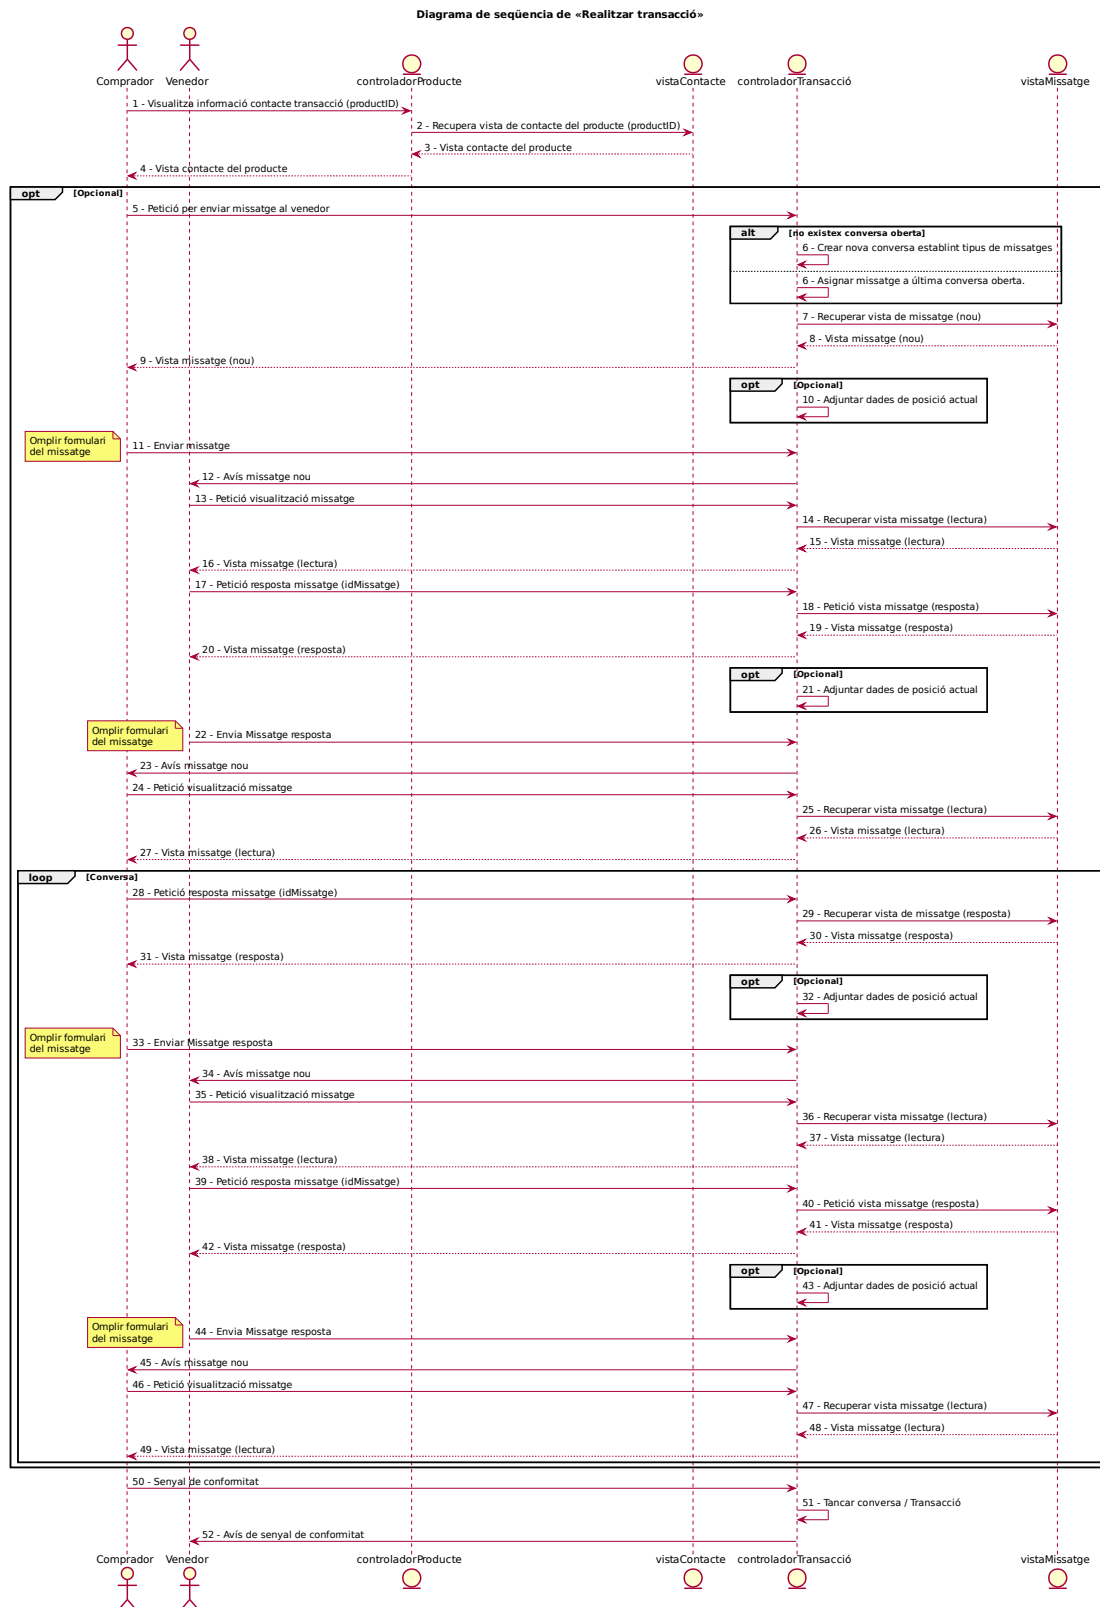 Diagrama de seqüencia de «Realitzar transacció»
Comprador
Venedor
controladorProducte
vistaContacte
controladorTransacció
vistaMissatge
1 - Visualitza informació contacte transacció (productID)
2 - Recupera vista de contacte del producte (productID)
3 - Vista contacte del producte
4 - Vista contacte del producte
opt [Opcional]
5 - Petició per enviar missatge al venedor
alt [no existex conversa oberta]
6 - Crear nova conversa establint tipus de missatges
6 - Asignar missatge a última conversa oberta.
7 - Recuperar vista de missatge (nou)
8 - Vista missatge (nou)
9 - Vista missatge (nou)
opt [Opcional]
10 - Adjuntar dades de posició actual
Omplir formulari
del missatge
11 - Enviar missatge
12 - Avís missatge nou
13 - Petició visualització missatge
14 - Recuperar vista missatge (lectura)
15 - Vista missatge (lectura)
16 - Vista missatge (lectura)
17 - Petició resposta missatge (idMissatge)
18 - Petició vista missatge (resposta)
19 - Vista missatge (resposta)
20 - Vista missatge (resposta)
opt [Opcional]
21 - Adjuntar dades de posició actual
Omplir formulari
del missatge
22 - Envia Missatge resposta
23 - Avís missatge nou
24 - Petició visualització missatge
25 - Recuperar vista missatge (lectura)
26 - Vista missatge (lectura)
27 - Vista missatge (lectura)
loop [Conversa]
28 - Petició resposta missatge (idMissatge)
29 - Recuperar vista de missatge (resposta)
30 - Vista missatge (resposta)
31 - Vista missatge (resposta)
opt [Opcional]
32 - Adjuntar dades de posició actual
Omplir formulari
del missatge
33 - Enviar Missatge resposta
34 - Avís missatge nou
35 - Petició visualització missatge
36 - Recuperar vista missatge (lectura)
37 - Vista missatge (lectura)
38 - Vista missatge (lectura)
39 - Petició resposta missatge (idMissatge)
40 - Petició vista missatge (resposta)
41 - Vista missatge (resposta)
42 - Vista missatge (resposta)
opt [Opcional]
43 - Adjuntar dades de posició actual
Omplir formulari
del missatge
44 - Envia Missatge resposta
45 - Avís missatge nou
46 - Petició visualització missatge
47 - Recuperar vista missatge (lectura)
48 - Vista missatge (lectura)
49 - Vista missatge (lectura)
50 - Senyal de conformitat
51 - Tancar conversa / Transacció
52 - Avís de senyal de conformitat
Comprador
Venedor
controladorProducte
vistaContacte
controladorTransacció
vistaMissatge